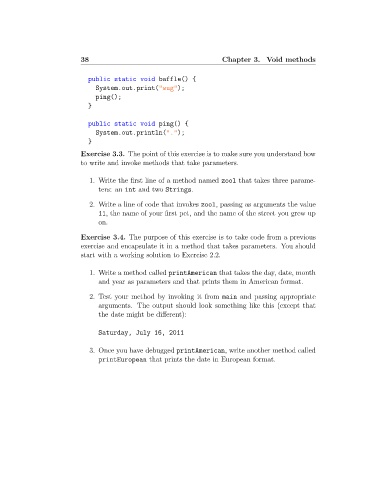 38 Chapter 3. Void methods
public static void baffle() {
System.out.print("wug");
ping();
}
public static void ping() {
System.out.println(".");
}
Exercise 3.3. The point of this exercise is to make sure you understand how
to write and invoke methods that take parameters.
1. Write the first line of a method named zool that takes three parame-
ters: an int and two Strings.
2. Write a line of code that invokes zool, passing as arguments the value
11, the name of your first pet, and the name of the street you grew up
on.
Exercise 3.4. The purpose of this exercise is to take code from a previous
exercise and encapsulate it in a method that takes parameters. You should
start with a working solution to Exercise 2.2.
1. Write a method called printAmerican that takes the day, date, month
and year as parameters and that prints them in American format.
2. Test your method by invoking it from main and passing appropriate
arguments. The output should look something like this (except that
the date might be different):
Saturday, July 16, 2011
3. Once you have debugged printAmerican, write another method called
printEuropean that prints the date in European format.